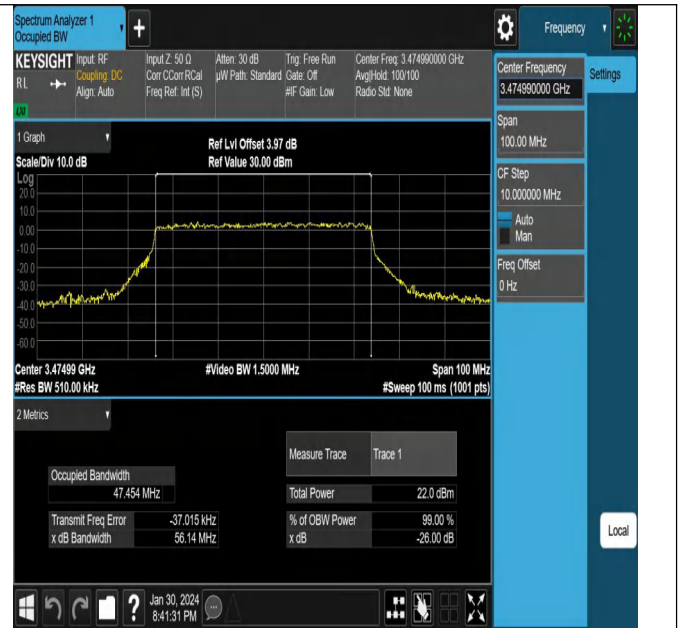 Spectrum Analyzer 1
Occupied BW
Frequency
KEYSIGHT
RL
Input: RF
Coupling: DC
Align: Auto
Input Z: 50 Ω
Corr CCorr RCal
Freq Ref: Int (S)
Atten: 30 dB
µW Path: Standard
Trig: Free Run
Gate: Off
#IF Gain: Low
Center Freq: 3.474990000 GHz
Avg|Hold: 100/100
Radio Std: None
Center Frequency
3.474990000 GHz
Settings
Span
100.00 MHz
CF Step
10.000000 MHz
Auto
Man
Freq Offset
0 Hz
1 Graph
Scale/Div 10.0 dB
Ref Lvl Offset 3.97 dB
Ref Value 30.00 dBm
Log
20.0
10.0
0.00
-10.0
-20.0
-30.0
-40.0
-50.0
-60.0
Center 3.47499 GHz
#Video BW 1.5000 MHz
Span 100 MHz
#Res BW 510.00 kHz
#Sweep 100 ms (1001 pts)
2 Metrics
Measure Trace
Trace 1
Occupied Bandwidth
47.454 MHz
Total Power
22.0 dBm
Transmit Freq Error
-37.015 kHz
% of OBW Power
99.00 %
x dB Bandwidth
56.14 MHz
x dB
-26.00 dB
Local
?
Jan 30, 2024
8:41:31 PM